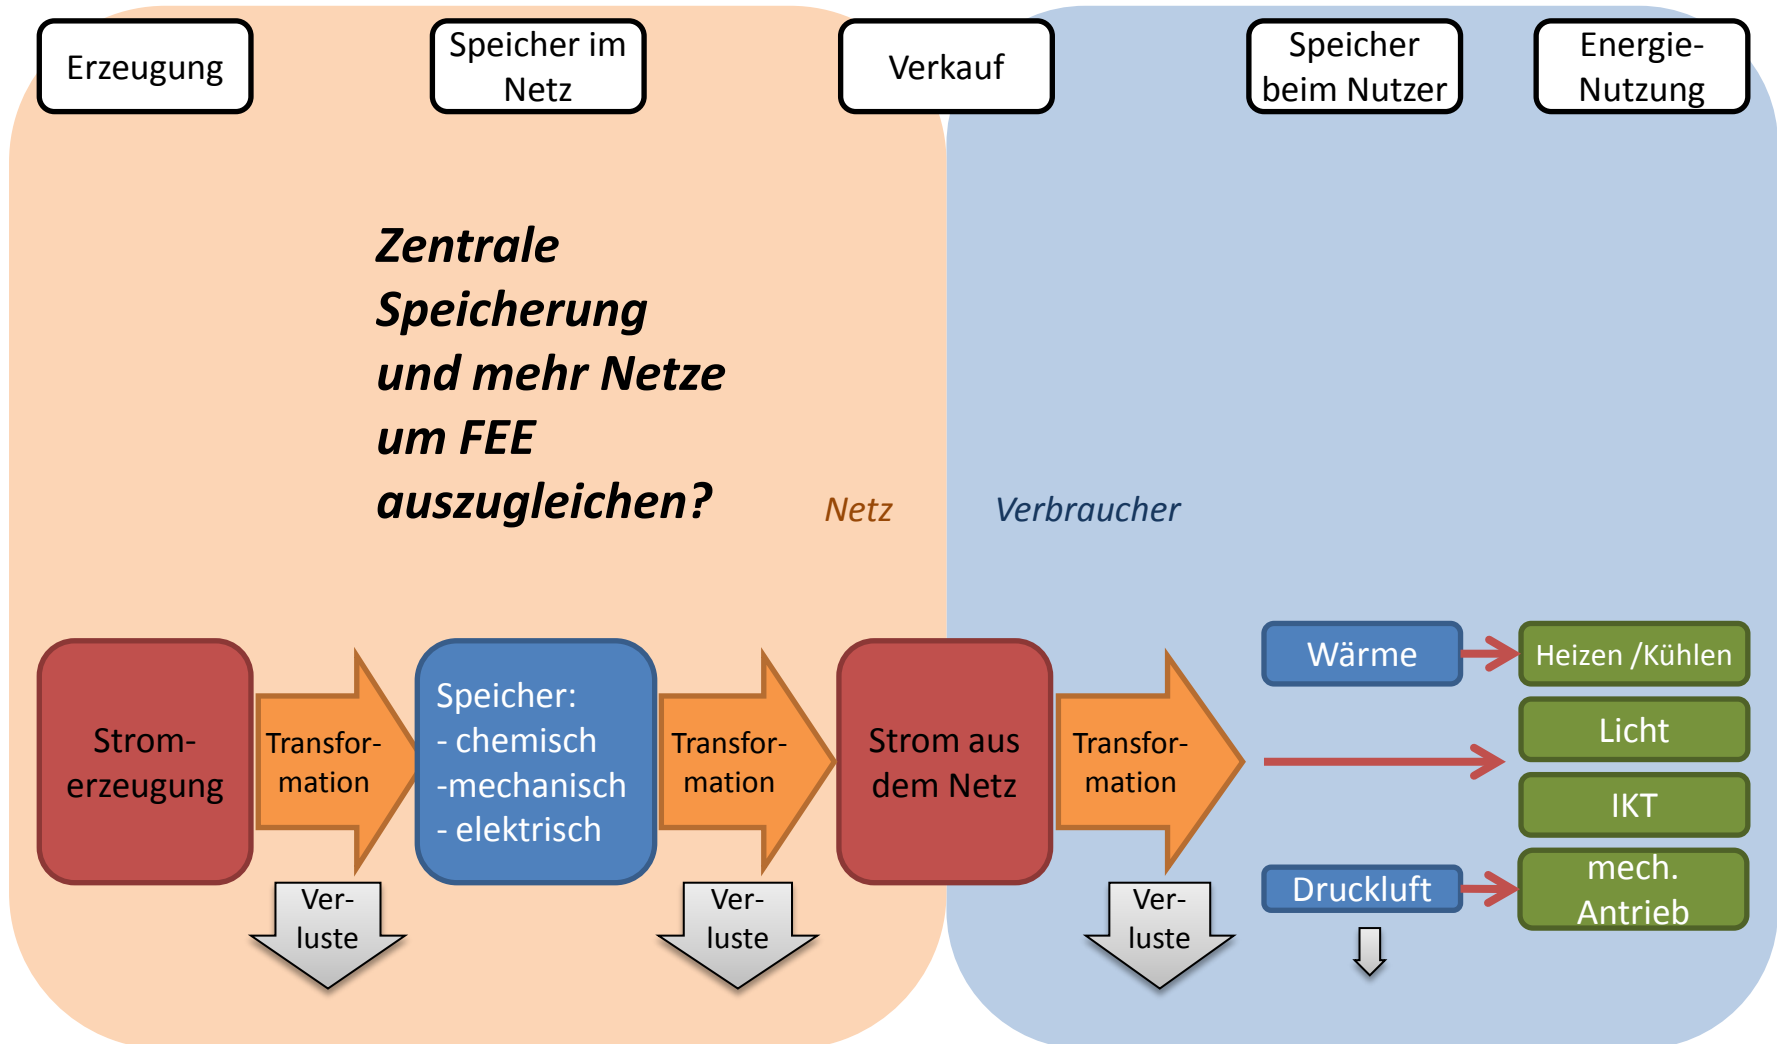 Erzeugung
Speicher im
Netz
Verkauf
Speicher
beim Nutzer
Energie-
Nutzung
Zentrale
Speicherung
und mehr Netze
um FEE
auszugleichen?
Netz
Verbraucher
Strom-
erzeugung
Transfor-
mation
Speicher:
- chemisch
-mechanisch
- elektrisch
Transfor-
mation
Strom aus
dem Netz
Transfor-
mation
Wärme
Heizen /Kühlen
Licht
IKT
Druckluft
mech.
Antrieb
Ver-
luste
Ver-
luste
Ver-
luste